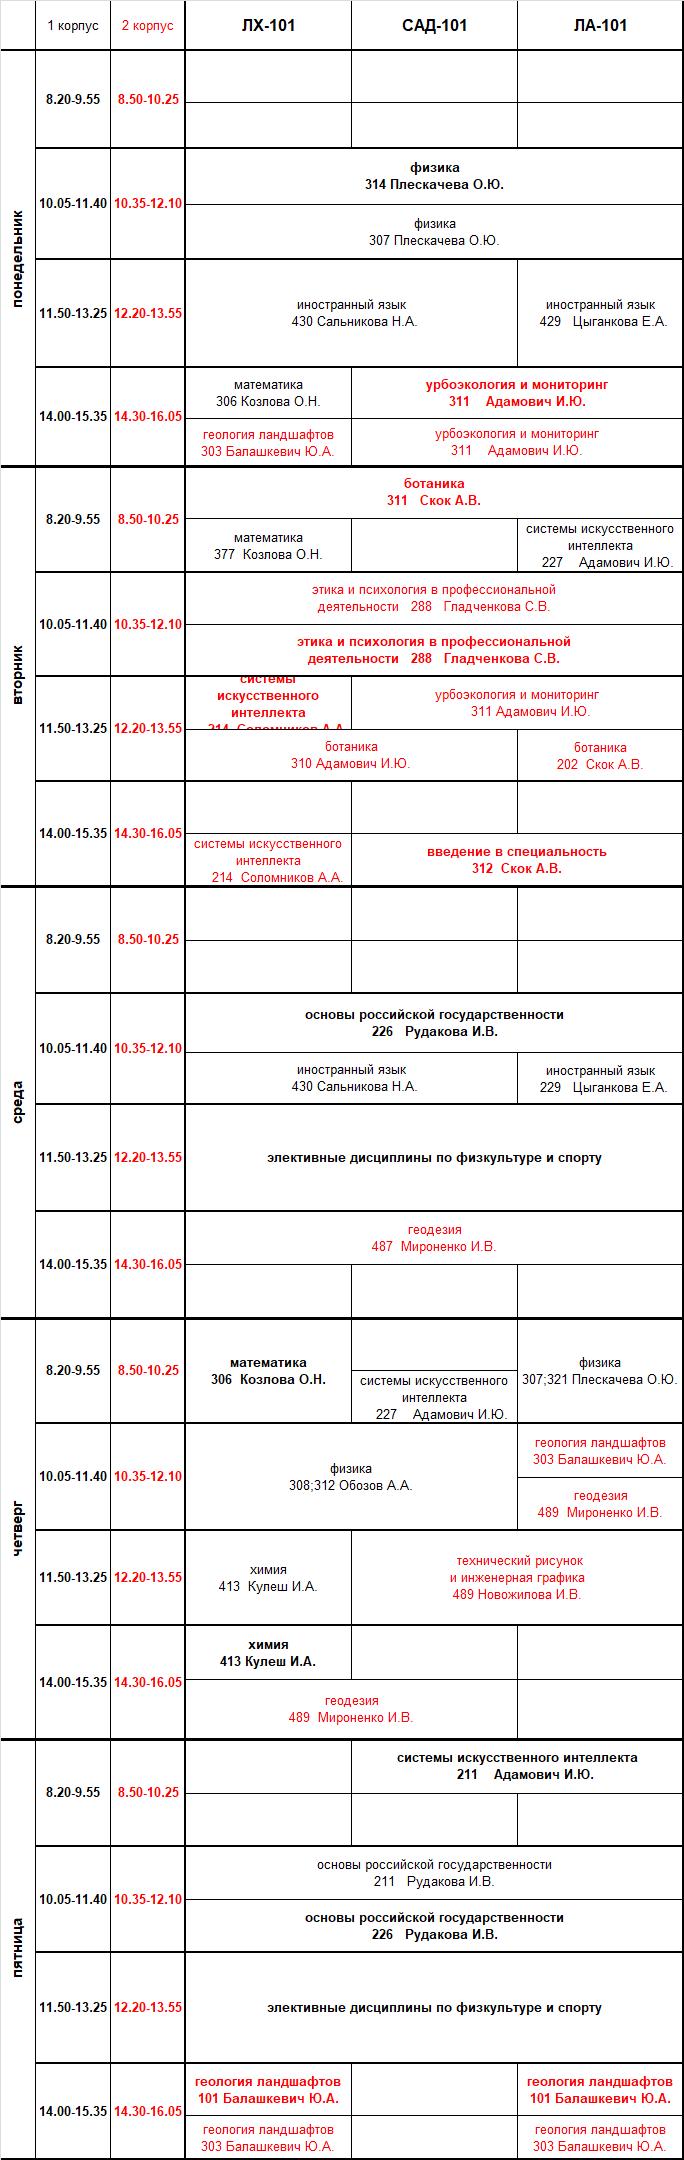 1 корпус 2 корпус ЛХ-101 САД-101 ЛА-101
понедельник
8.20-9.55 8.50-10.25
10.05-11.40 10.35-12.10
физика
314 Плескачева О.Ю.
физика
307 Плескачева О.Ю.
11.50-13.25 12.20-13.55
иностранный язык
430 Сальникова Н.А.
иностранный язык
429 Цыганкова Е.А.
14.00-15.35 14.30-16.05
математика
306 Козлова О.Н.
урбоэкология и мониторинг
311 Адамович И.Ю.
геология ландшафтов
303 Балашкевич Ю.А.
урбоэкология и мониторинг
311 Адамович И.Ю.
вторник
8.20-9.55 8.50-10.25
ботаника
311 Скок А.В.
математика
377 Козлова О.Н.
системы искусственного
интеллекта
227 Адамович И.Ю.
10.05-11.40 10.35-12.10
этика и психология в профессиональной
деятельности 288 Гладченкова С.В.
этика и психология в профессиональной
деятельности 288 Гладченкова С.В.
11.50-13.25 12.20-13.55
системы
искусственного
интеллекта
214 Соломников А.А
урбоэкология и мониторинг
311 Адамович И.Ю.
ботаника
310 Адамович И.Ю.
ботаника
202 Скок А.В.
14.00-15.35 14.30-16.05
системы искусственного
интеллекта
214 Соломников А.А.
введение в специальность
312 Скок А.В.
среда
8.20-9.55 8.50-10.25
10.05-11.40 10.35-12.10
основы российской государственности
226 Рудакова И.В.
иностранный язык
430 Сальникова Н.А.
иностранный язык
229 Цыганкова Е.А.
11.50-13.25 12.20-13.55
элективные дисциплины по физкультуре и спорту
14.00-15.35 14.30-16.05
геодезия
487 Мироненко И.В.
четверг
8.20-9.55 8.50-10.25
математика
306 Козлова О.Н.
системы искусственного
интеллекта
227 Адамович И.Ю.
физика
307;321 Плескачева О.Ю.
10.05-11.40 10.35-12.10
физика
308;312 Обозов А.А.
геология ландшафтов
303 Балашкевич Ю.А.
геодезия
489 Мироненко И.В.
11.50-13.25 12.20-13.55
химия
413 Кулеш И.А.
технический рисунок
и инженерная графика
489 Новожилова И.В.
14.00-15.35 14.30-16.05
химия
413 Кулеш И.А.
геодезия
489 Мироненко И.В.
пятница
8.20-9.55 8.50-10.25
системы искусственного интеллекта
211 Адамович И.Ю.
10.05-11.40 10.35-12.10
основы российской государственности
211 Рудакова И.В.
основы российской государственности
226 Рудакова И.В.
11.50-13.25 12.20-13.55
элективные дисциплины по физкультуре и спорту
14.00-15.35 14.30-16.05
геология ландшафтов
101 Балашкевич Ю.А.
геология ландшафтов
101 Балашкевич Ю.А.
геология ландшафтов
303 Балашкевич Ю.А.
геология ландшафтов
303 Балашкевич Ю.А.